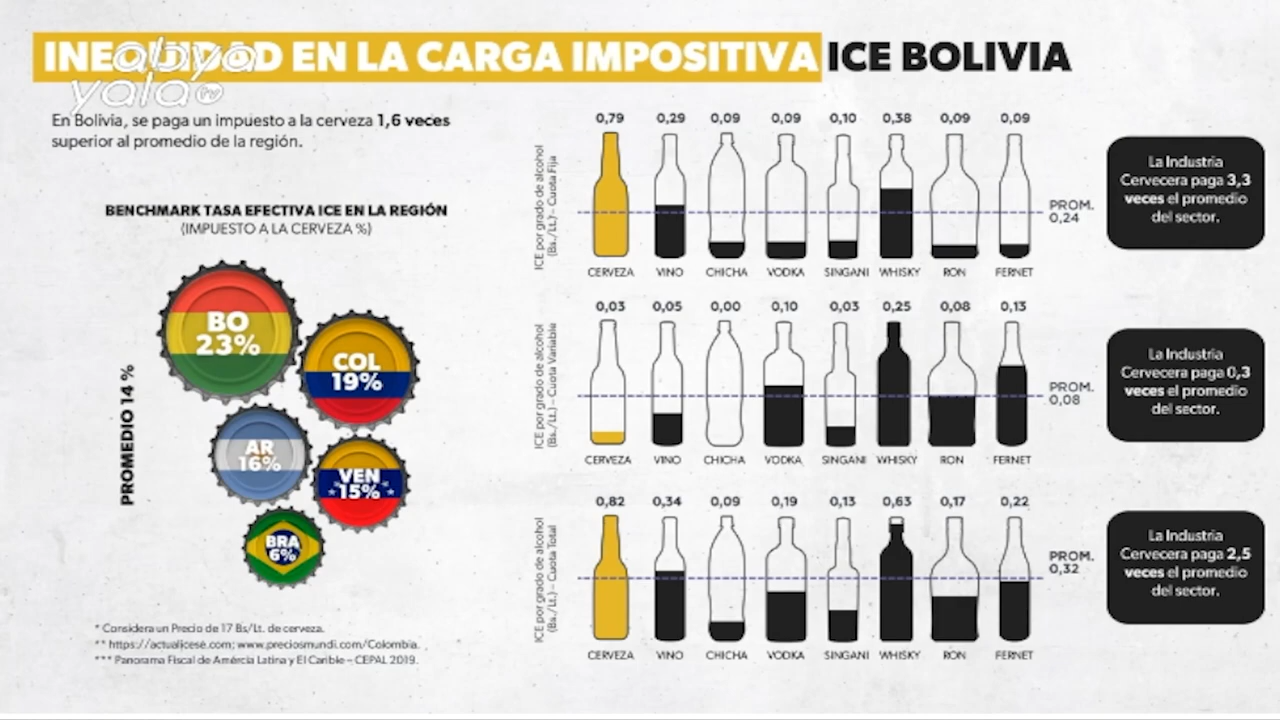 INEQUIDAD EN LA CARGA IMPOSITIVA ICE BOLIVIA
abya
yala tv
En Bolivia, se paga un impuesto a la cerveza 1,6 veces
superior al promedio de la región.
BENCHMARK TASA EFECTIVA ICE EN LA REGIÓN
(IMPUESTO A LA CERVEZA %)
PROMEDIO 14 %
BO
23%
COL
19%
AR
16%
VEN
15%
BRA
6%
* Considera un Precio de 17 Bs/Lt. de cerveza.
** https://actualicese.com; www.preciosmundi.com/Colombia.
*** Panorama Fiscal de Amércia Latina y El Carible – CEPAL 2019.
ICE por grado de alcohol
(Bs./Lt.) – Cuota Fija
0,79 0,29 0,09 0,09 0,10 0,38 0,09 0,09
PROM.
0,24
CERVEZA VINO CHICHA VODKA SINGANI WHISKY RON FERNET
La Industria
Cervecera paga 3,3
veces el promedio
del sector.
ICE por grado de alcohol
(Bs./Lt.) – Cuota Variable
0,03 0,05 0,00 0,10 0,03 0,25 0,08 0,13
PROM.
0,08
CERVEZA VINO CHICHA VODKA SINGANI WHISKY RON FERNET
La Industria
Cervecera paga 0,3
veces el promedio
del sector.
ICE por grado de alcohol
(Bs./Lt.) – Cuota Total
0,82 0,34 0,09 0,19 0,13 0,63 0,17 0,22
PROM.
0,32
CERVEZA VINO CHICHA VODKA SINGANI WHISKY RON FERNET
La Industria
Cervecera paga 2,5
veces el promedio
del sector.